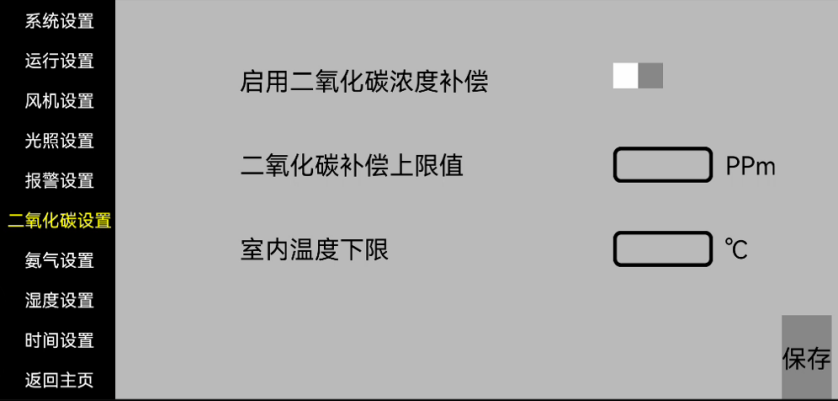 系统设置
运行设置
风机设置
光照设置
报警设置
二氧化碳设置
氨气设置
湿度设置
时间设置
返回主页
启用二氧化碳浓度补偿
二氧化碳补偿上限值 PPm
室内温度下限 ℃
保存